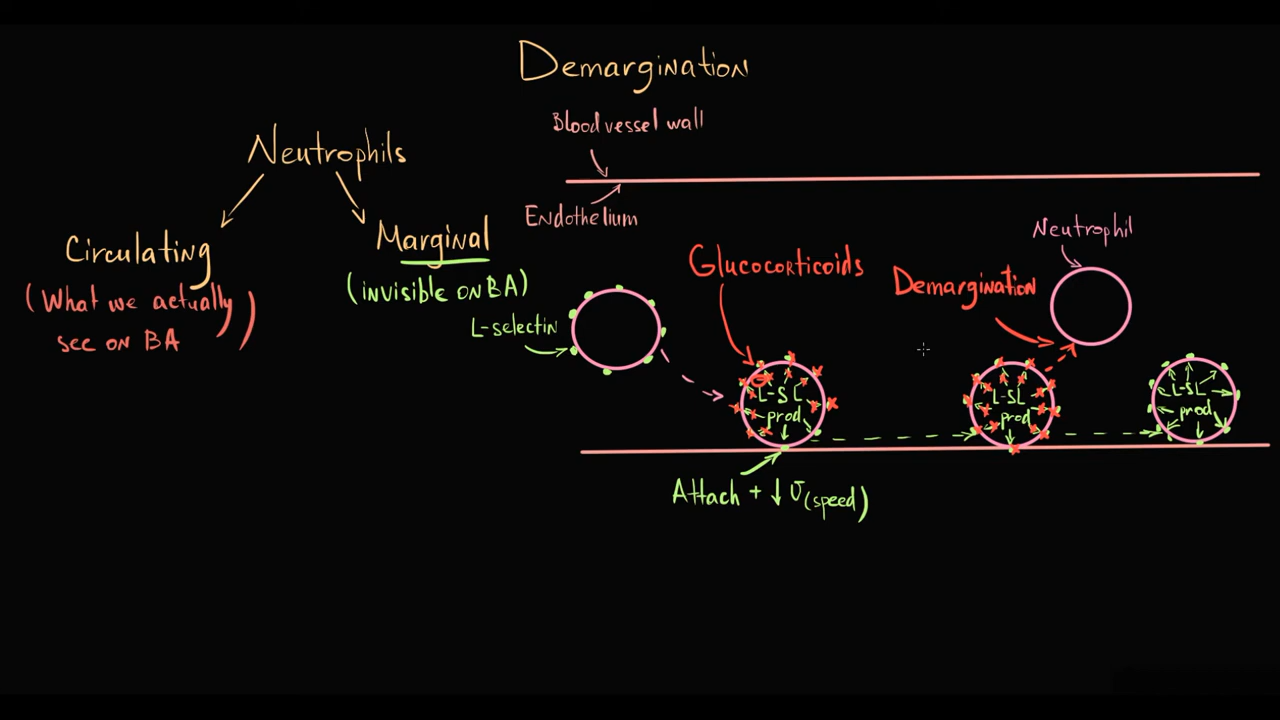 Demargination
Blood vessel wall
Neutrophils
Endothelium
Circulating
(What we actually
see on BA)
Marginal
(invisible on BA)
L-selectin
Glucocorticoids
Demargination
Neutrophil
L-SL
prod
L-SL
prod
L-SL
prod
Attach + ↓ υ (speed)